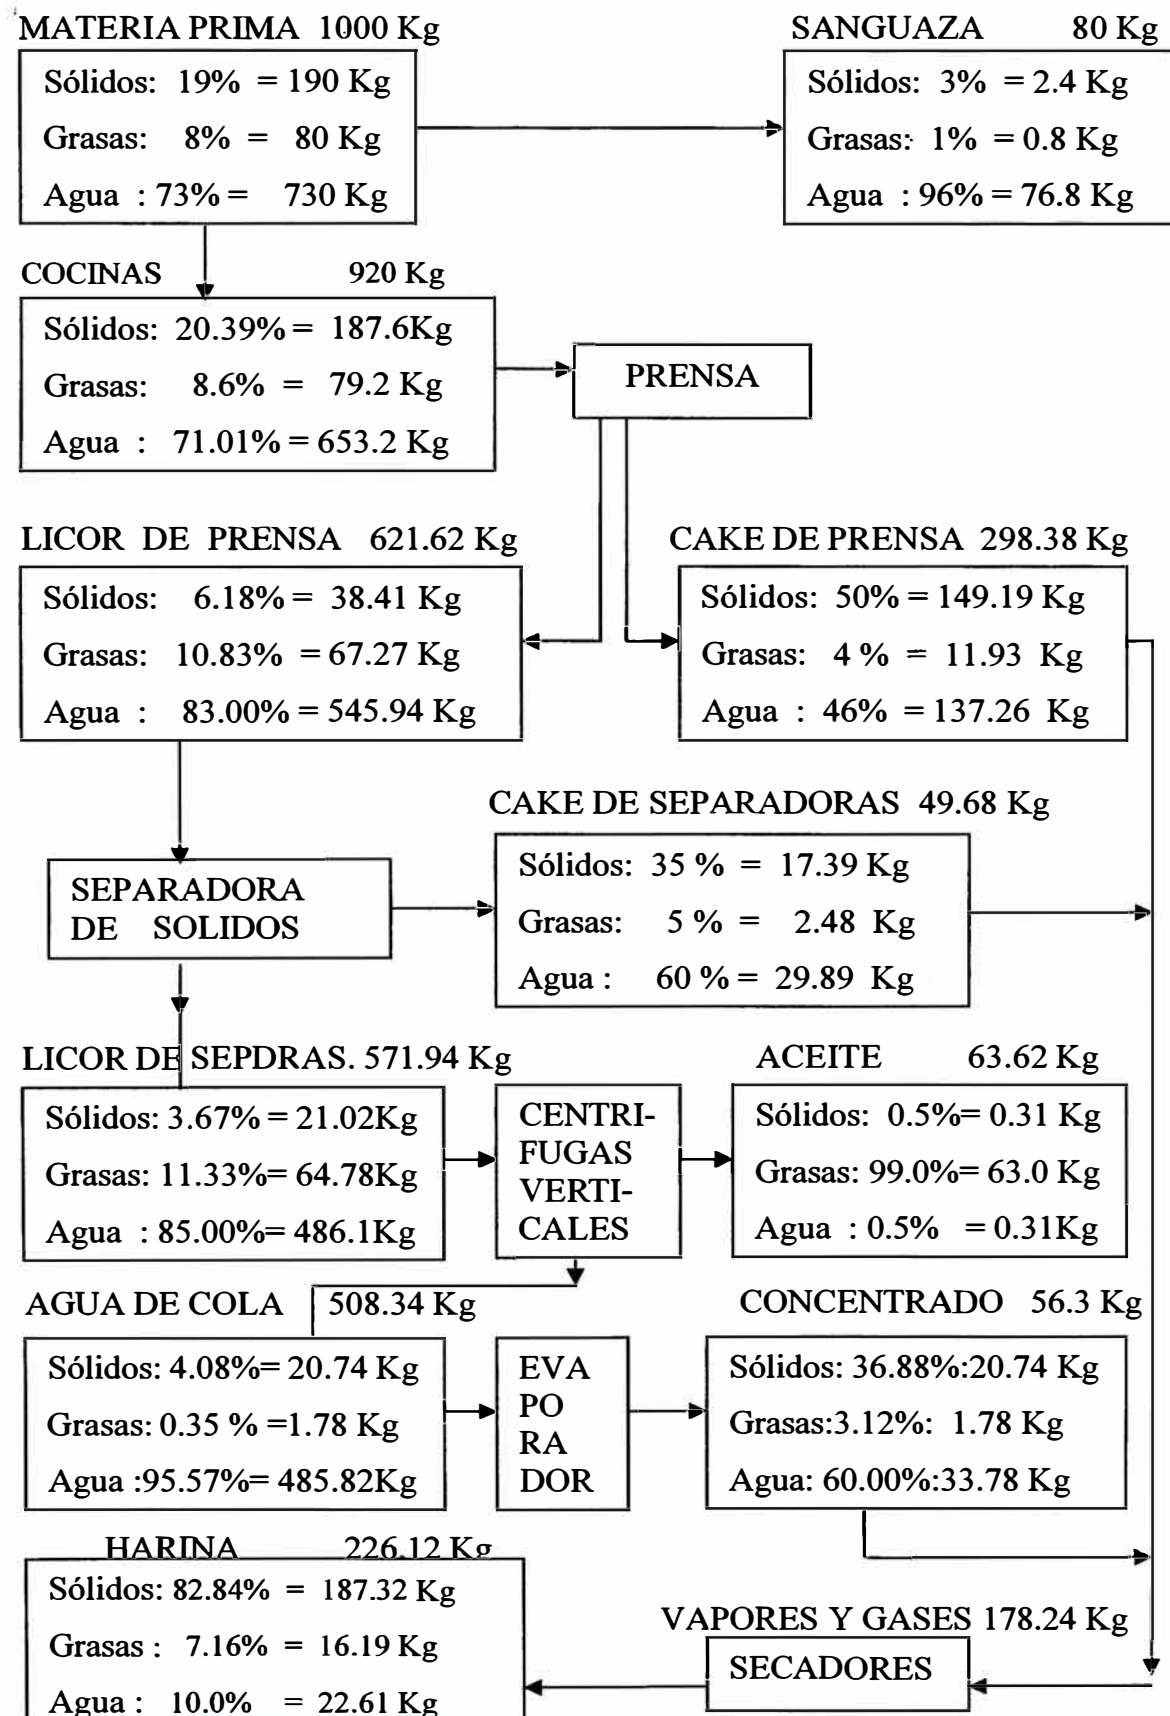 MATERIA PRIMA 1000 Kg
Sólidos: 19% = 190 Kg
Grasas: 8% = 80 Kg
Agua : 73% = 730 Kg
SANGUAZA 80 Kg
Sólidos: 3% = 2.4 Kg
Grasas: 1% = 0.8 Kg
Agua : 96% = 76.8 Kg
COCINAS 920 Kg
Sólidos: 20.39% = 187.6Kg
Grasas: 8.6% = 79.2 Kg
Agua : 71.01% = 653.2 Kg
PRENSA
LICOR DE PRENSA 621.62 Kg
Sólidos: 6.18% = 38.41 Kg
Grasas: 10.83% = 67.27 Kg
Agua : 83.00% = 545.94 Kg
CAKE DE PRENSA 298.38 Kg
Sólidos: 50% = 149.19 Kg
Grasas: 4 % = 11.93 Kg
Agua : 46% = 137.26 Kg
CAKE DE SEPARADORAS 49.68 Kg
Sólidos: 35 % = 17.39 Kg
Grasas: 5 % = 2.48 Kg
Agua : 60 % = 29.89 Kg
SEPARADORA
DE SOLIDOS
LICOR DE SEPDRAS. 571.94 Kg
Sólidos: 3.67% = 21.02Kg
Grasas: 11.33% = 64.78Kg
Agua : 85.00%= 486.1Kg
CENTRI-
FUGAS
VERTI-
CALES
ACEITE 63.62 Kg
Sólidos: 0.5%= 0.31 Kg
Grasas: 99.0%= 63.0 Kg
Agua : 0.5% = 0.31Kg
AGUA DE COLA 508.34 Kg
Sólidos: 4.08%= 20.74 Kg
Grasas: 0.35 % =1.78 Kg
Agua :95.57%= 485.82Kg
EVA
PO
RA
DOR
CONCENTRADO 56.3 Kg
Sólidos: 36.88%:20.74Kg
Grasas:3.12%: 1.78 Kg
Agua: 60.00%:33.78 Kg
HARINA 226.12 Kg
Sólidos: 82.84% = 187.32 Kg
Grasas : 7.16% = 16.19 Kg
Agua : 10.0% = 22.61 Kg
VAPORES Y GASES 178.24 Kg
SECADORES